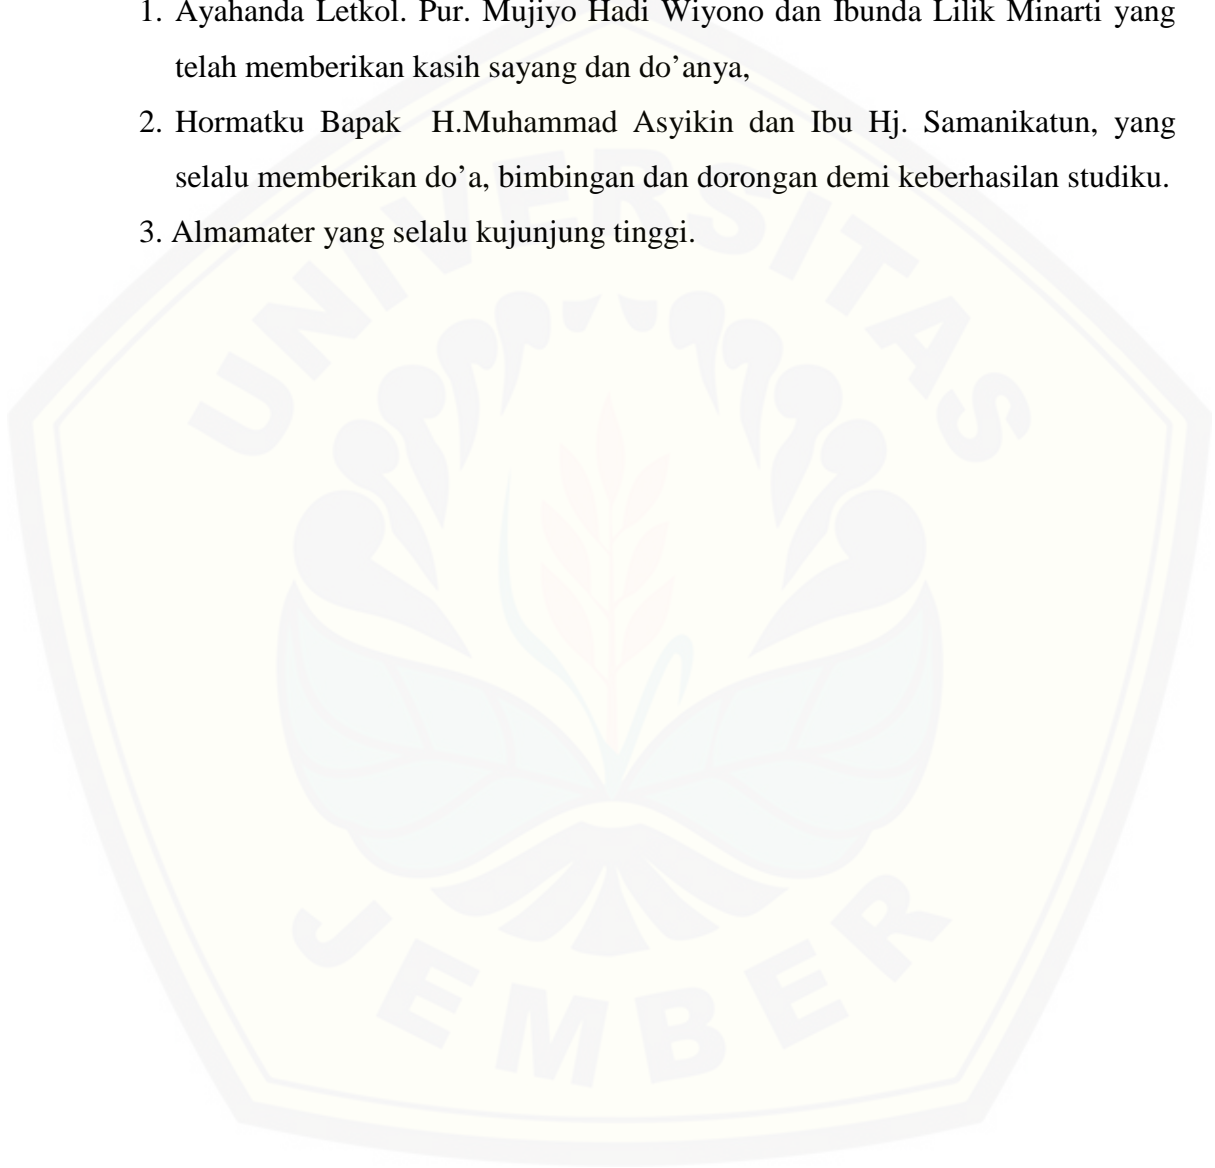 1. Ayahanda Letkol. Pur. Mujiyo Hadi Wiyono dan Ibunda Lilik Minarti yang
telah memberikan kasih sayang dan do’anya,
2. Hormatku Bapak H.Muhammad Asyikin dan Ibu Hj. Samanikatun, yang
selalu memberikan do’a, bimbingan dan dorongan demi keberhasilan studiku.
3. Almamater yang selalu kujunjung tinggi.
UNIVERSITAS
JEMBER